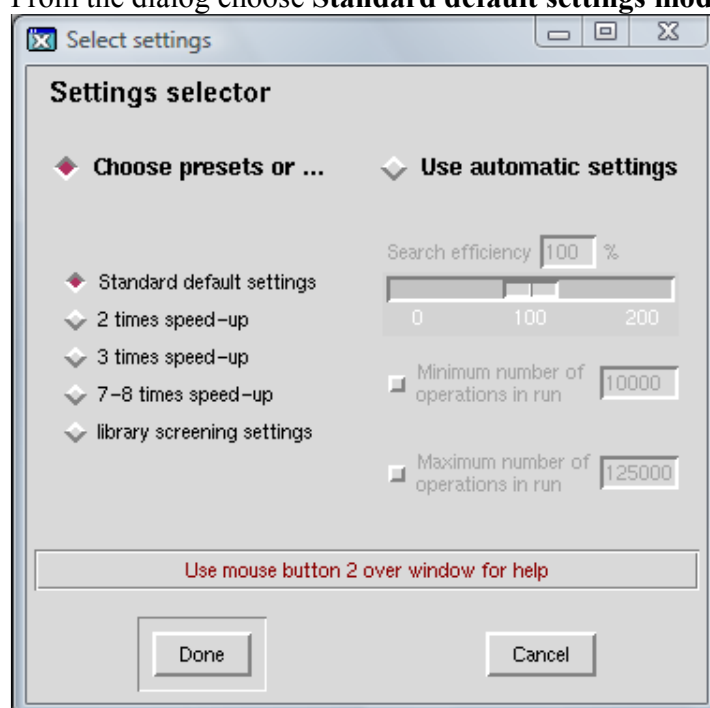 From the dialog choose Standard default settings mod
Select settings
Settings selector
Choose presets or ...
Use automatic settings
Search efficiency 100 %
0 100 200
Standard default settings
2 times speed-up
3 times speed-up
7-8 times speed-up
library screening settings
Minimum number of
operations in run
10000
Maximum number of
operations in run
125000
Use mouse button 2 over window for help
Done
Cancel